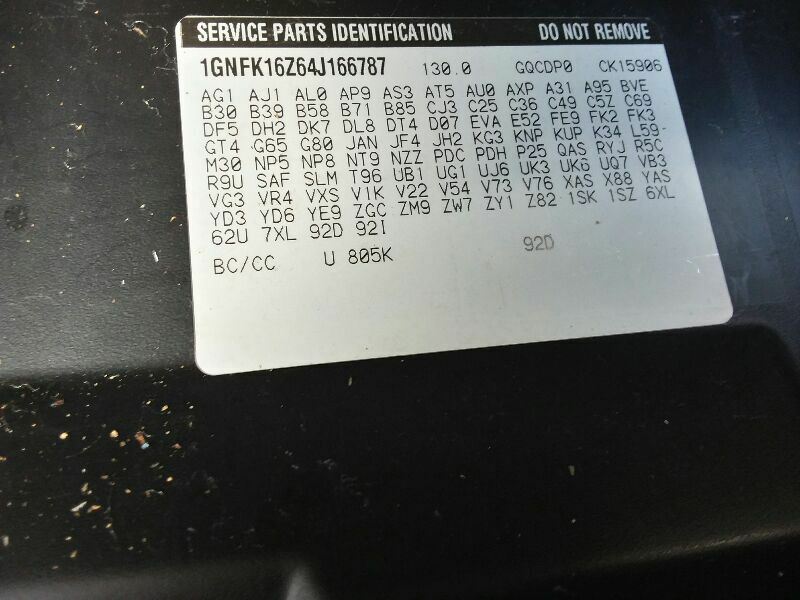 SERVICE PARTS IDENTIFICATION DO NOT REMOVE
1GNFK16Z64J166787 130.0 GQCDP0 CK15906
AG1 AJ1 AL0 AP9 AS3 AT5 AU0 AXP A31 A95 BVE
B30 B39 B58 B71 B85 CJ3 C25 C36 C49 C5Z C69
DF5 DH2 DK7 DL8 DT4 D07 EVA E52 FE9 FK2 FK3
GT4 G65 G80 JAN JF4 JH2 KG3 KNP KUP K34 L59
M30 NP5 NP8 NT9 NZZ PDC PDH P25 QAS RYJ R5C
R9U SAF SLM T96 UB1 UG1 UJ6 UK3 UK6 UQ7 VB3
VG3 VR4 VXS V1K V22 V54 V73 V76 XAS X88 YAS
YD3 YD6 YE9 ZGC ZM9 ZW7 ZY1 Z82 1SK 1SZ 6XL
62U 7XL 92D 92I
BC/CC U 805K 92D